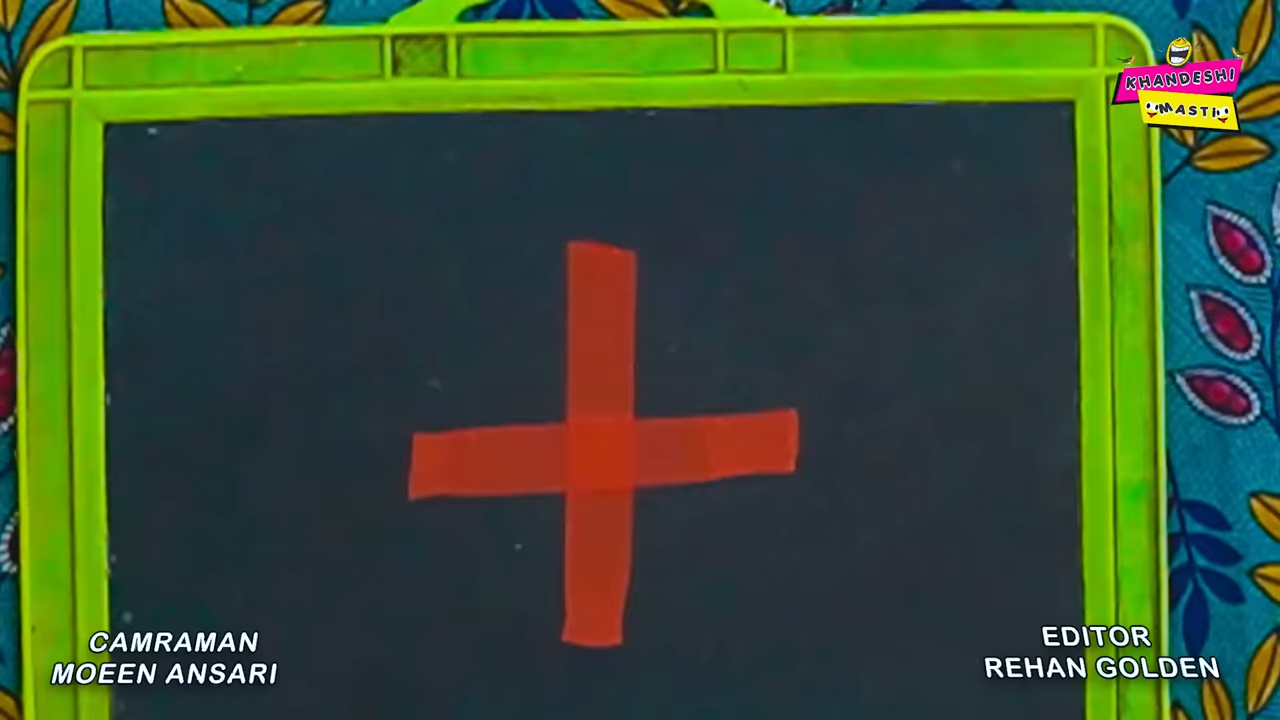 KHANDESHI
MASTI
CAMRAMAN
MOEEN ANSARI
EDITOR
REHAN GOLDEN